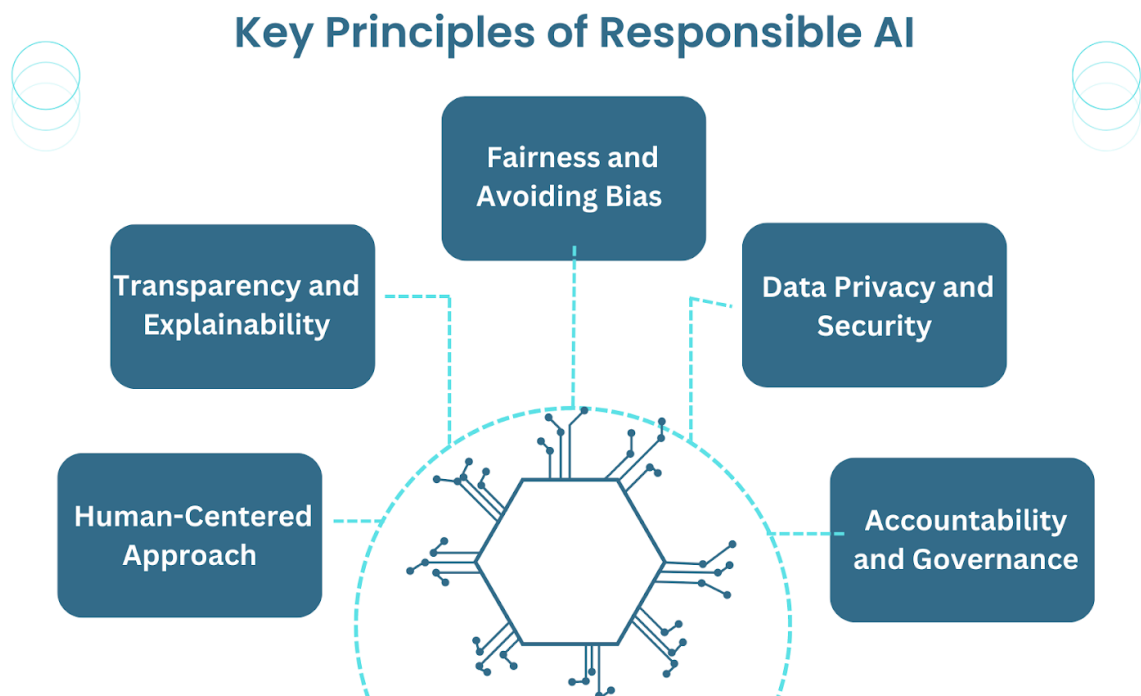 Key Principles of Responsible AI
Fairness and
Avoiding Bias
Transparency and
Explainability
Data Privacy and
Security
Human-Centered
Approach
Accountability
and Governance